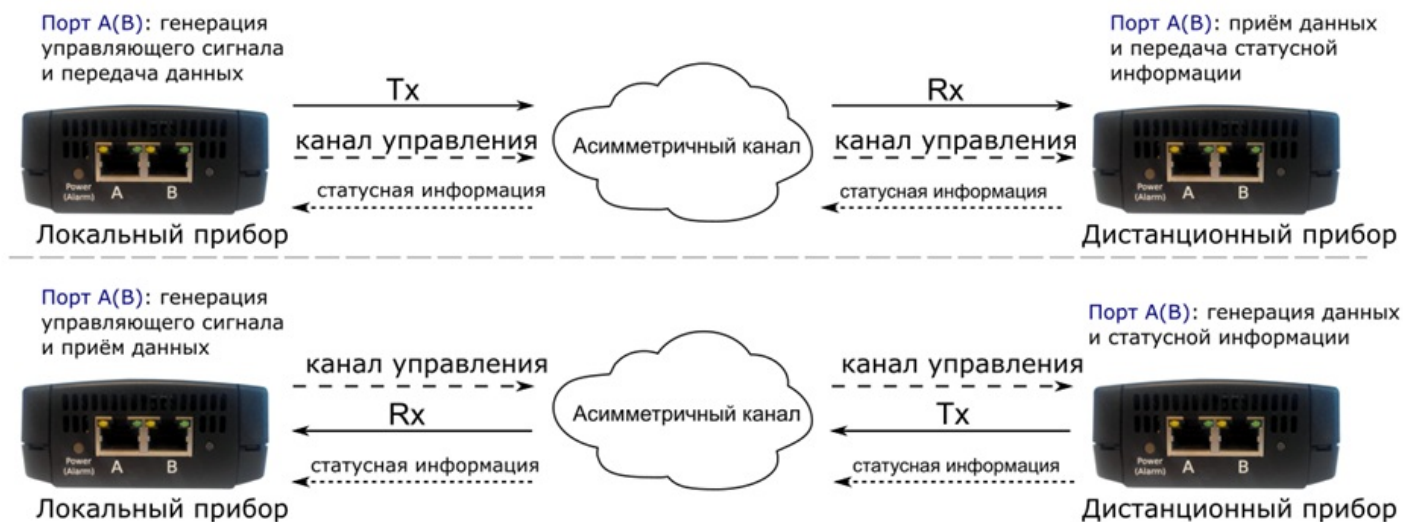 Порт А(В): генерация
управляющего сигнала
и передача данных
Порт А(В): приём данных
и передача статусной
информации
Tx
Rx
канал управления
Асимметричный канал
канал управления
статусная информация
статусная информация
Power
(Alarm)
A
B
Power
(Alarm)
A
B
Локальный прибор
Дистанционный прибор
Порт А(В): генерация
управляющего сигнала
и приём данных
Порт А(В): генерация данных
и статусной информации
канал управления
канал управления
Rx
Асимметричный канал
Tx
статусная информация
статусная информация
Power
(Alarm)
A
B
Power
(Alarm)
A
B
Локальный прибор
Дистанционный прибор